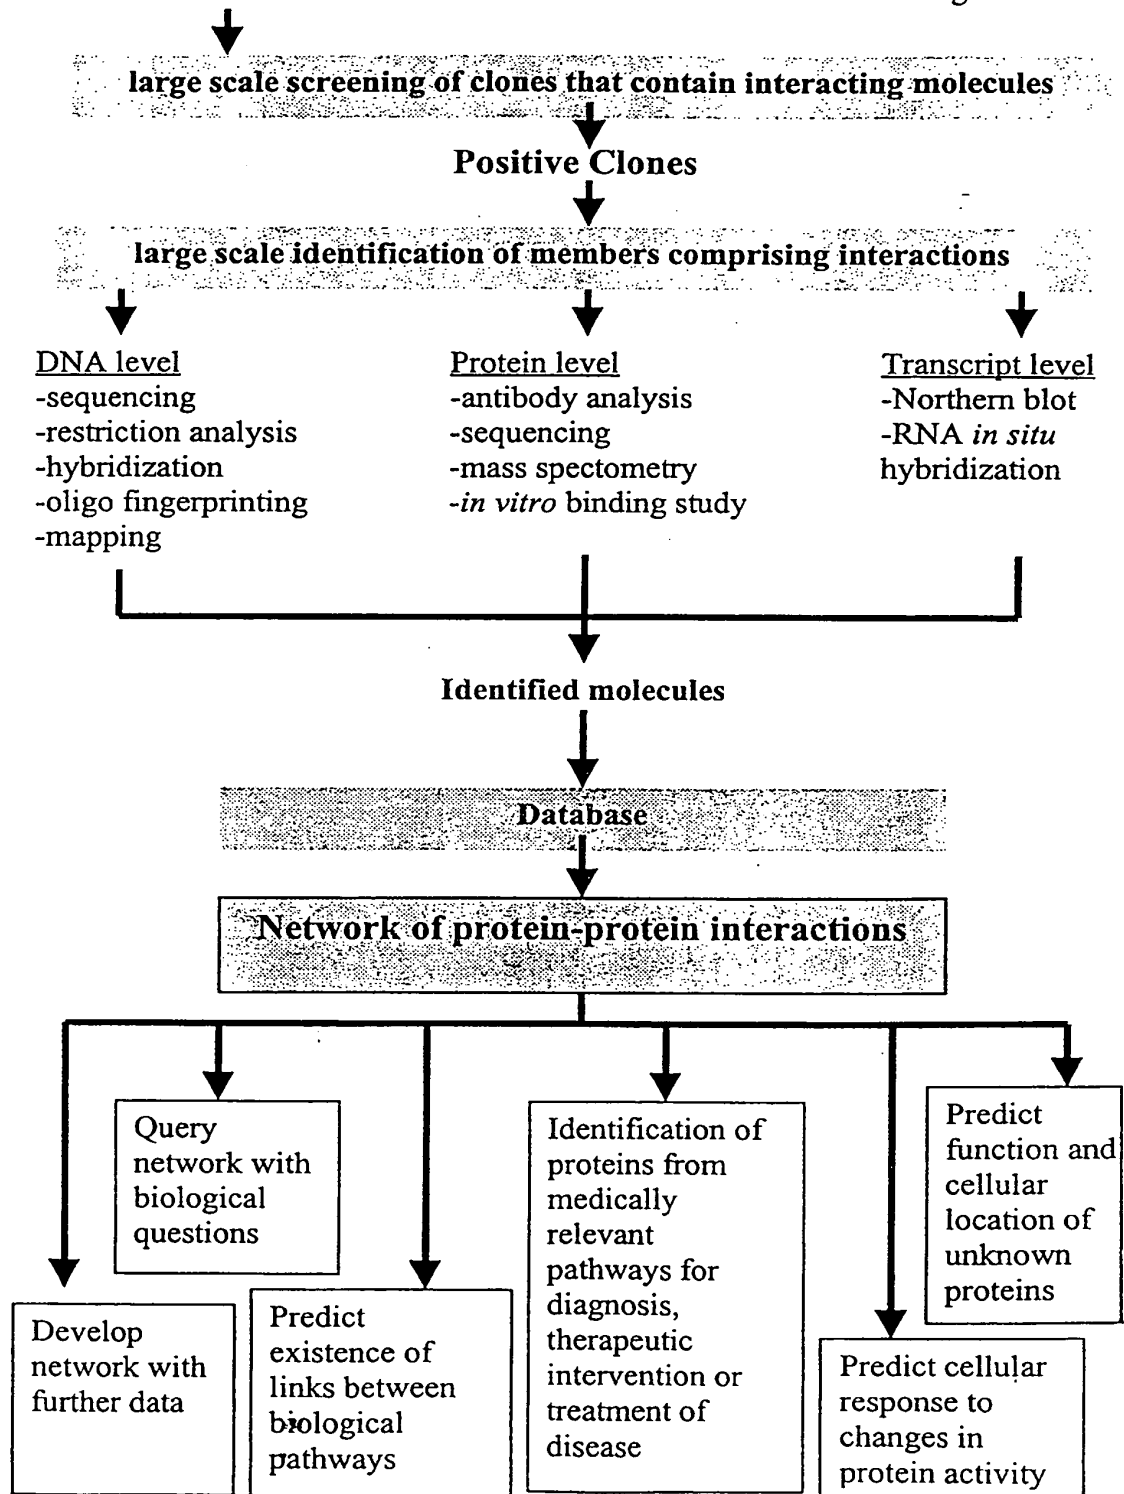 large scale screening of clones that contain interacting molecules
Positive Clones
large scale identification of members comprising interactions
DNA level
-sequencing
-restriction analysis
-hybridization
-oligo fingerprinting
-mapping
Protein level
-antibody analysis
-sequencing
-mass spectometry
-in vitro binding study
Transcript level
-Northern blot
-RNA in situ
hybridization
Identified molecules
Database
Network of protein-protein interactions
Query
network with
biological
questions
Identification of
proteins from
medically
relevant
pathways for
diagnosis,
therapeutic
intervention or
treatment of
disease
Predict
function and
cellular
location of
unknown
proteins
Develop
network with
further data
Predict
existence of
links between
biological
pathways
Predict cellular
response to
changes in
protein activity